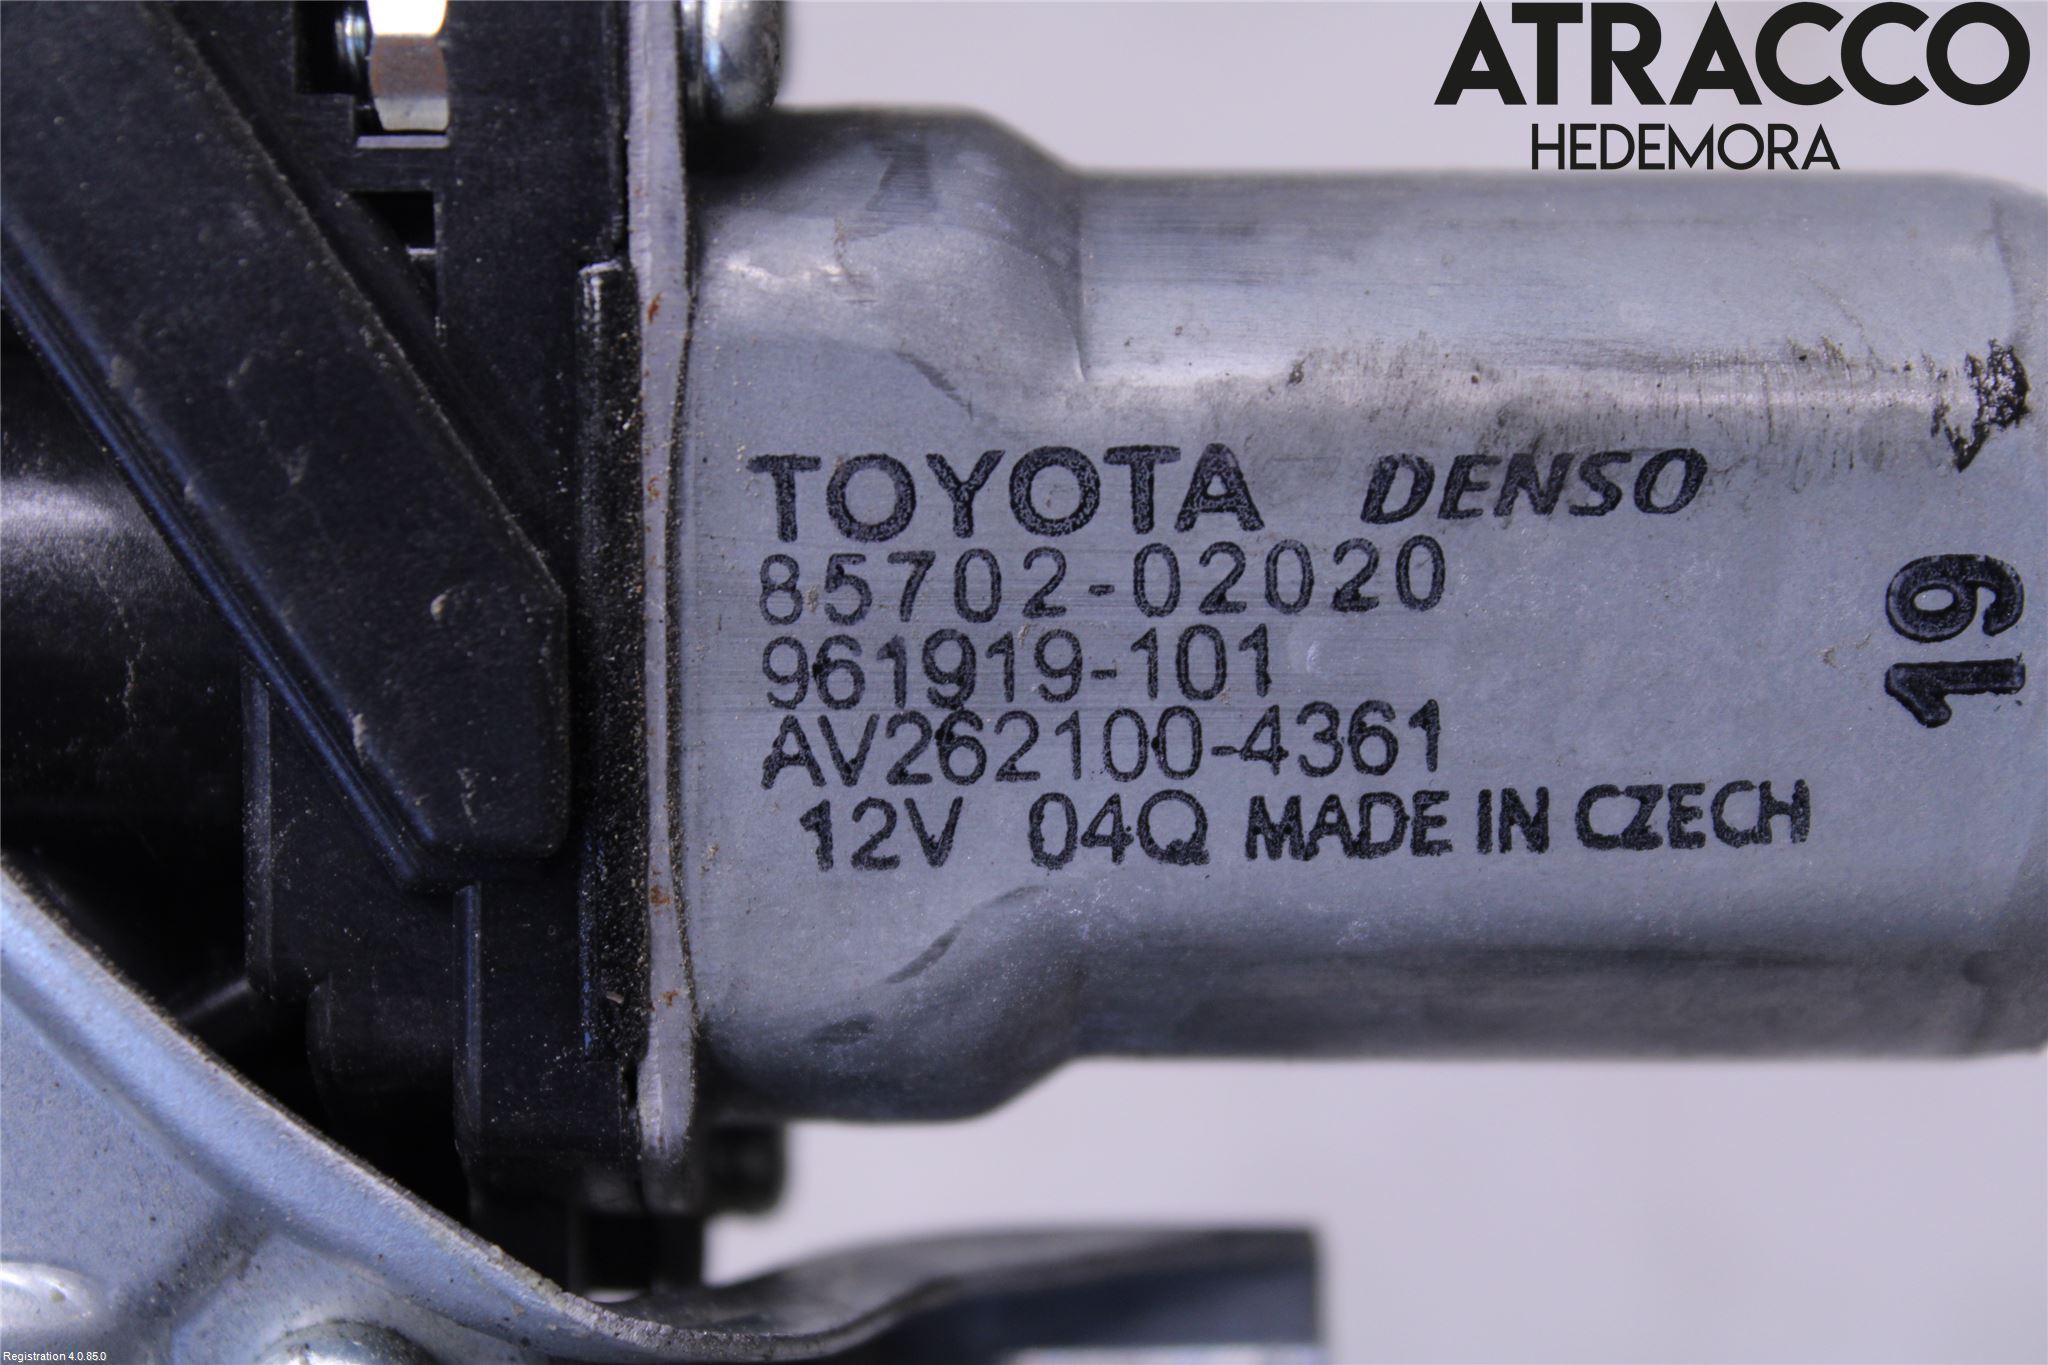 ATRACCO
HEDEMORA
TOYOTA DENSO
85702-02020
961919-101
AV262100-4361
12V 04Q MADE IN CZECH
19
Registration 4.0.85.0